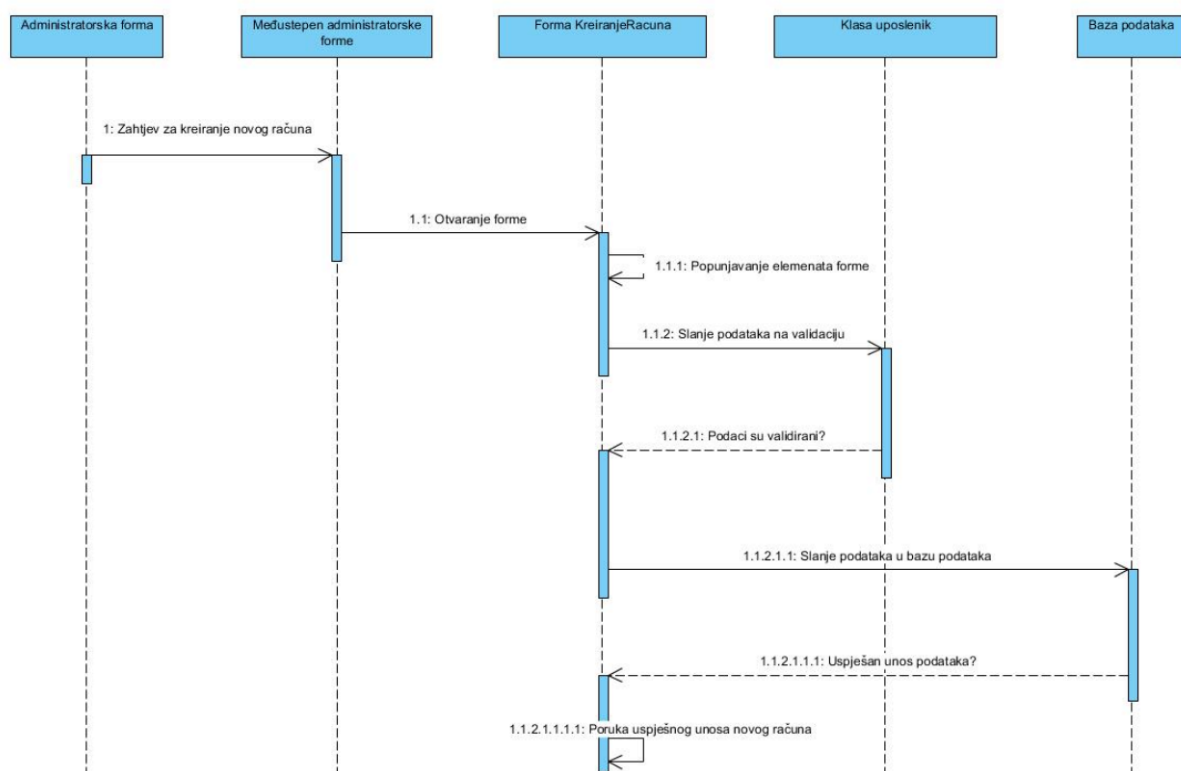 Administratorska forma
Međustepen administratorske
forme
Forma KreiranjeRacuna
Klasa uposlenik
Baza podataka
1: Zahtjev za kreiranje novog računa
1.1: Otvaranje forme
1.1.1: Popunjavanje elemenata forme
1.1.2: Slanje podataka na validaciju
1.1.2.1: Podaci su validirani?
1.1.2.1.1: Slanje podataka u bazu podataka
1.1.2.1.1.1: Uspješan unos podataka?
1.1.2.1.1.1.1: Poruka uspješnog unosa novog računa